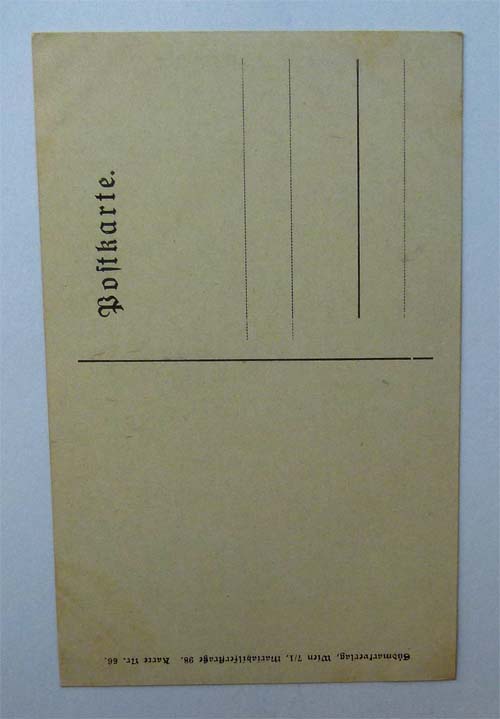 Postkarte.
Südmarkverlag, Wien 7/1, Mariahilferstraße 98. Karte Nr. 66.